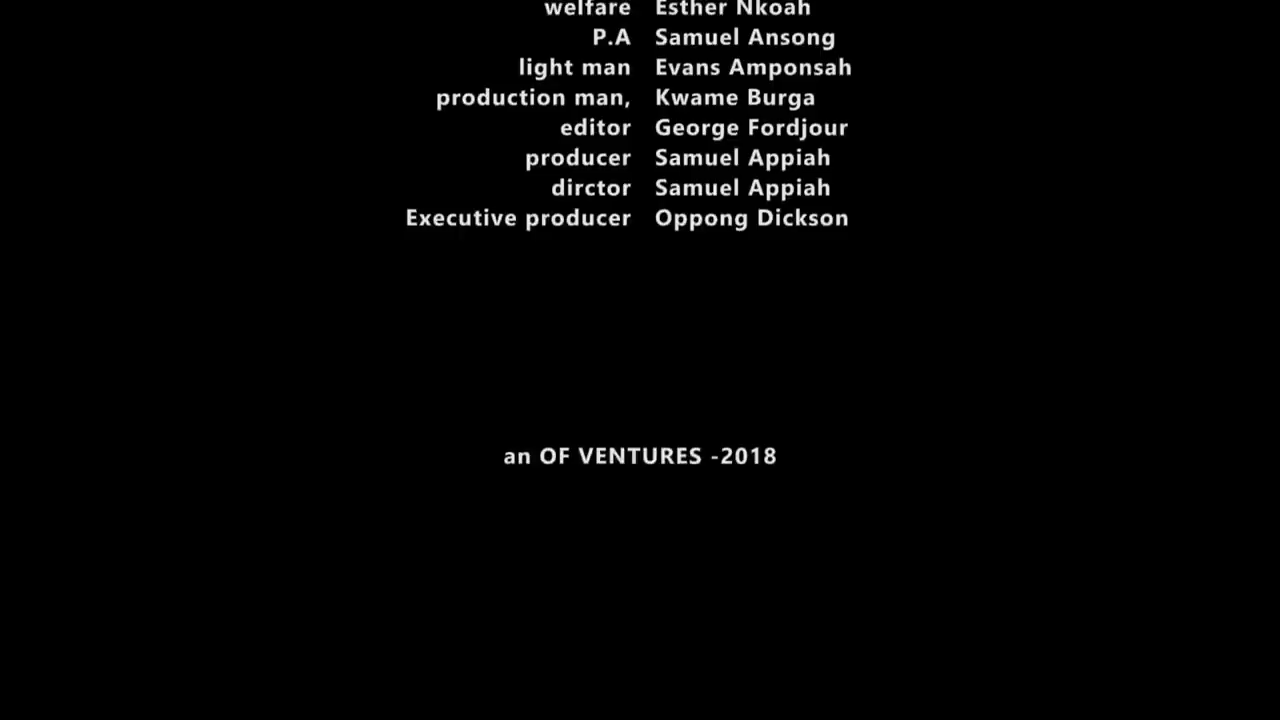 welfare Esther Nkoah
P.A Samuel Ansong
light man Evans Amponsah
production man, Kwame Burga
editor George Fordjour
producer Samuel Appiah
dirctor Samuel Appiah
Executive producer Oppong Dickson
an OF VENTURES -2018